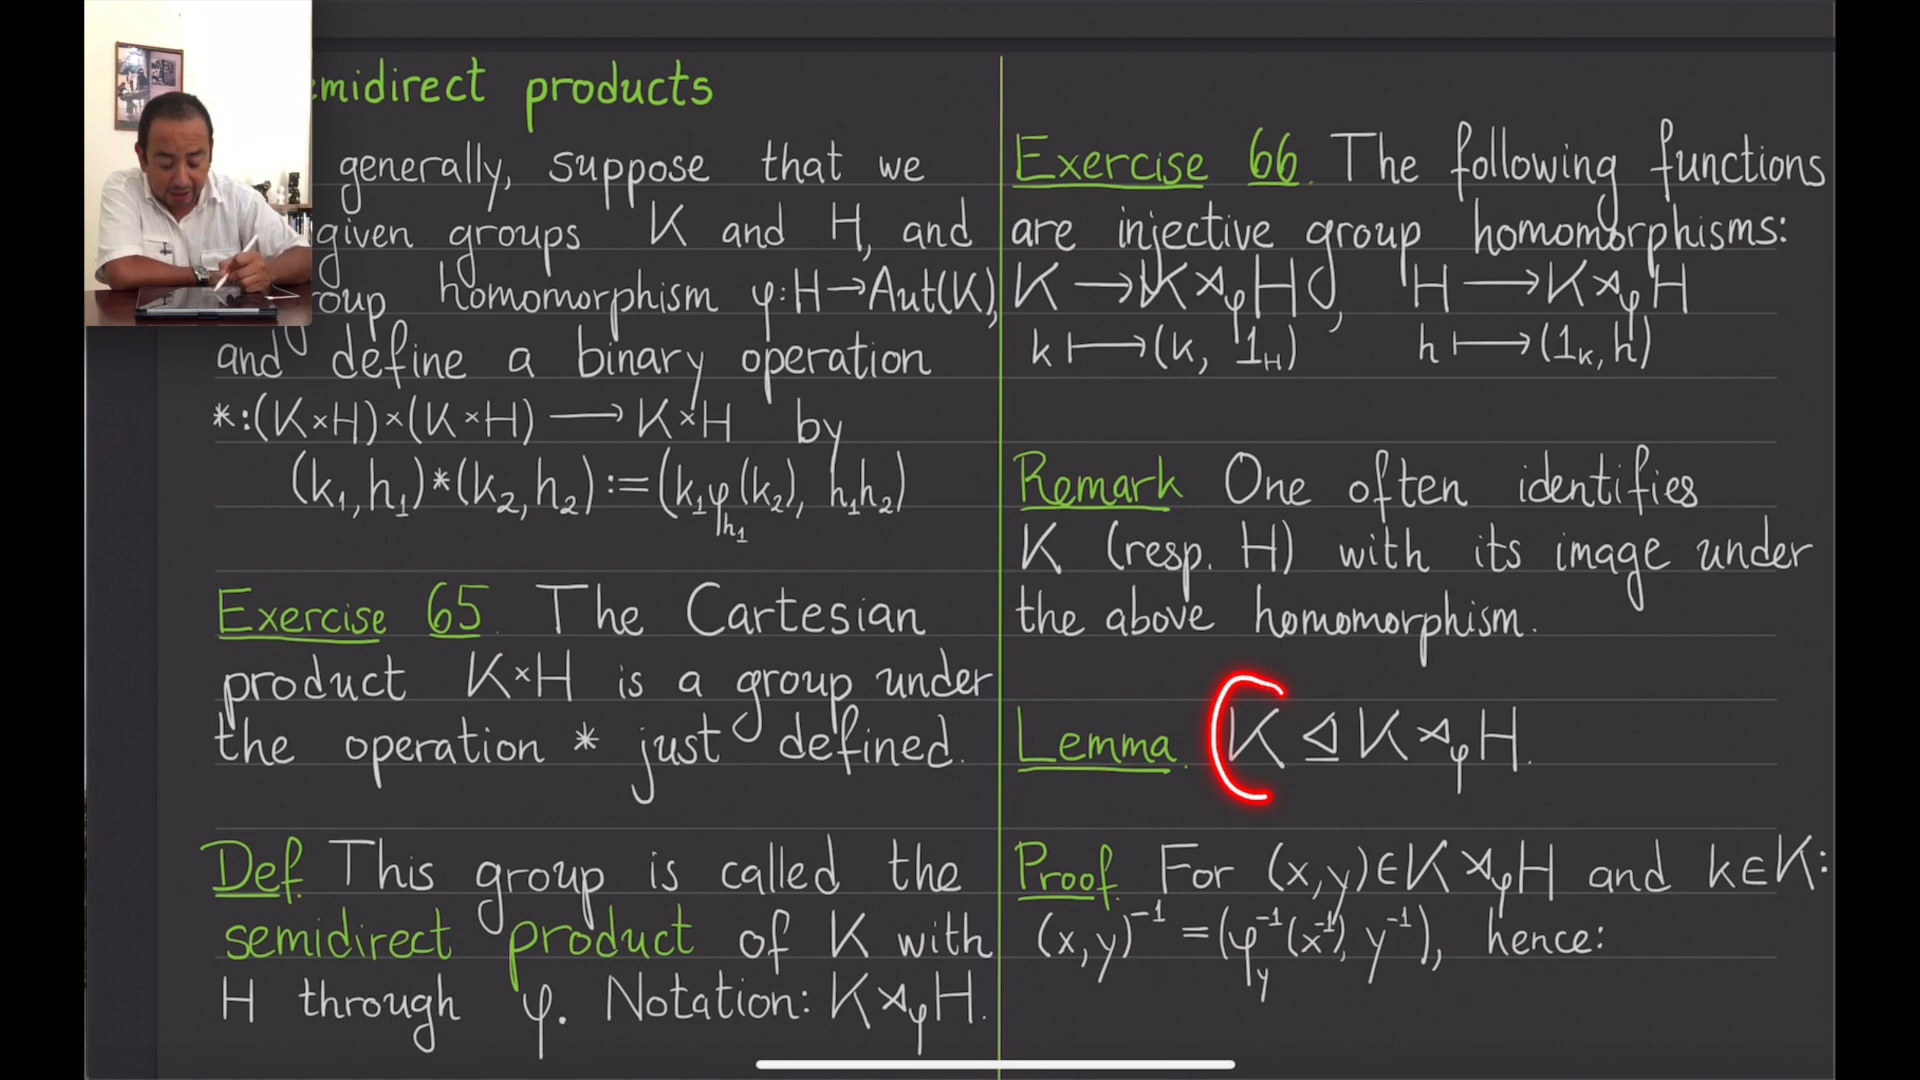 emidirect products
generally, suppose that we
given groups K and H, and
roup homomorphism φ:H→Aut(K),
and define a binary operation
*:(K×H)×(K×H)⟶K×H by
(k₁,h₁)*(k₂,h₂):=(k₁φ_{h₁}(k₂), h₁h₂)
Exercise 65. The Cartesian
product K×H is a group under
the operation * just defined.
Def. This group is called the
semidirect product of K with
H through φ. Notation: K⋊_φH.
Exercise 66. The following functions
are injective group homomorphisms:
K⟶K⋊_φH, H⟶K⋊_φH
k⟼(k, 1_H) h⟼(1_K, h)
Remark One often identifies
K (resp. H) with its image under
the above homomorphism.
Lemma. K ⊴ K⋊_φH.
Proof For (x,y)∈K⋊_φH and k∈K:
(x,y)⁻¹=(φ_y⁻¹(x⁻¹), y⁻¹), hence: